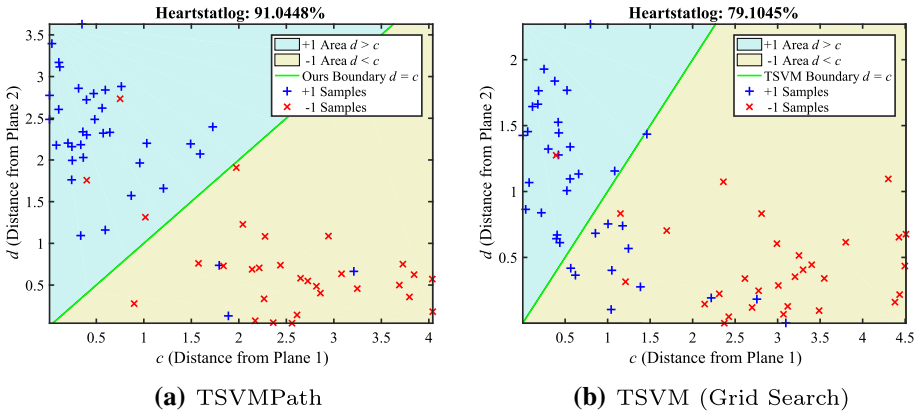 Heartstatlog: 91.0448%
d (Distance from Plane 2)
3.5
3
2.5
2
1.5
1
0.5
+1 Area d > c
-1 Area d < c
Ours Boundary d = c
+1 Samples
-1 Samples
0.5 1 1.5 2 2.5 3 3.5 4
c (Distance from Plane 1)
(a) TSVMPath
Heartstatlog: 79.1045%
d (Distance from Plane 2)
2
1.5
1
0.5
0
+1 Area d > c
-1 Area d < c
TSVM Boundary d = c
+1 Samples
-1 Samples
0.5 1 1.5 2 2.5 3 3.5 4 4.5
c (Distance from Plane 1)
(b) TSVM (Grid Search)